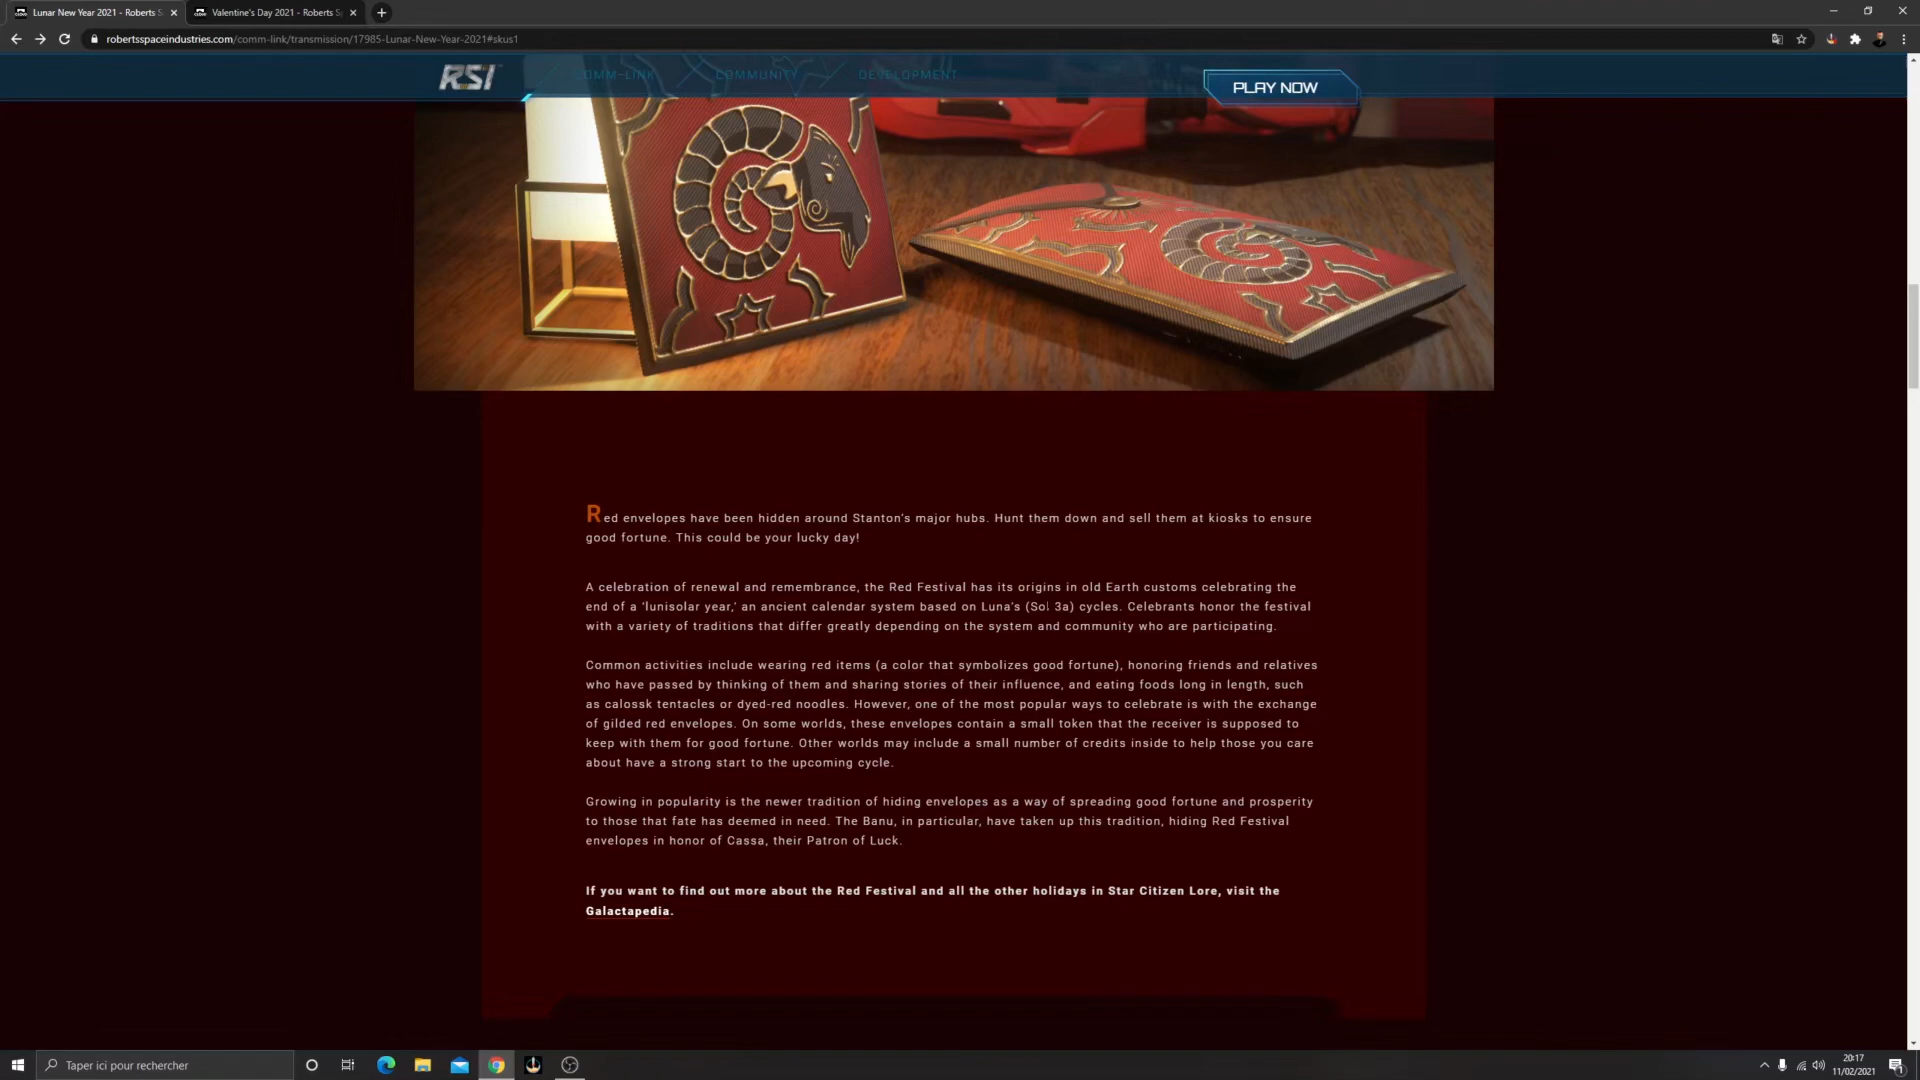 Lunar New Year 2021 - Roberts S
Valentine's Day 2021 - Roberts Sp
robertsspaceindustries.com/comm-link/transmission/17985-Lunar-New-Year-2021#skus1
RSI
COMM-LINK
COMMUNITY
DEVELOPMENT
PLAY NOW
Red envelopes have been hidden around Stanton's major hubs. Hunt them down and sell them at kiosks to ensure
good fortune. This could be your lucky day!
A celebration of renewal and remembrance, the Red Festival has its origins in old Earth customs celebrating the
end of a 'lunisolar year,' an ancient calendar system based on Luna's (Sol 3a) cycles. Celebrants honor the festival
with a variety of traditions that differ greatly depending on the system and community who are participating.
Common activities include wearing red items (a color that symbolizes good fortune), honoring friends and relatives
who have passed by thinking of them and sharing stories of their influence, and eating foods long in length, such
as calossk tentacles or dyed-red noodles. However, one of the most popular ways to celebrate is with the exchange
of gilded red envelopes. On some worlds, these envelopes contain a small token that the receiver is supposed to
keep with them for good fortune. Other worlds may include a small number of credits inside to help those you care
about have a strong start to the upcoming cycle.
Growing in popularity is the newer tradition of hiding envelopes as a way of spreading good fortune and prosperity
to those that fate has deemed in need. The Banu, in particular, have taken up this tradition, hiding Red Festival
envelopes in honor of Cassa, their Patron of Luck.
If you want to find out more about the Red Festival and all the other holidays in Star Citizen Lore, visit the
Galactapedia.
Taper ici pour rechercher
20:17
11/02/2021